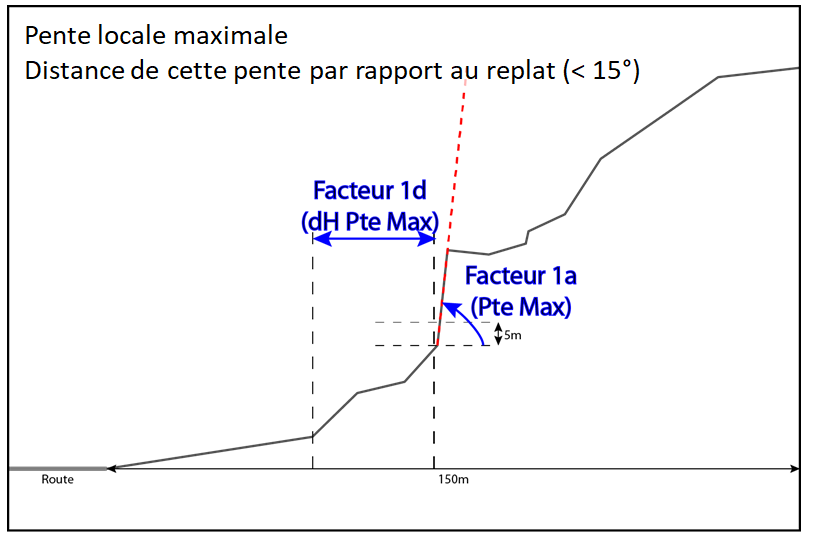 Pente locale maximale
Distance de cette pente par rapport au replat (< 15°)
Facteur 1d
(dH Pte Max)
Facteur 1a
(Pte Max)
5m
Route
150m